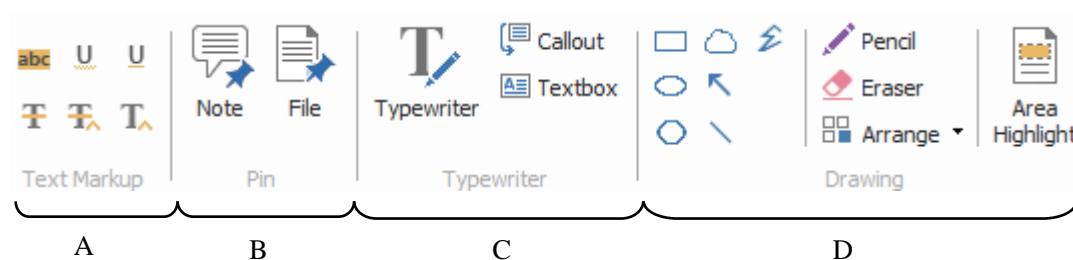 abc U U
T T T
Text Markup
Note File
Pin
T
Typewriter
Callout
A Textbox
Typewriter
Pencil
Eraser
Arrange
Area
Highlight
Drawing
A B C D